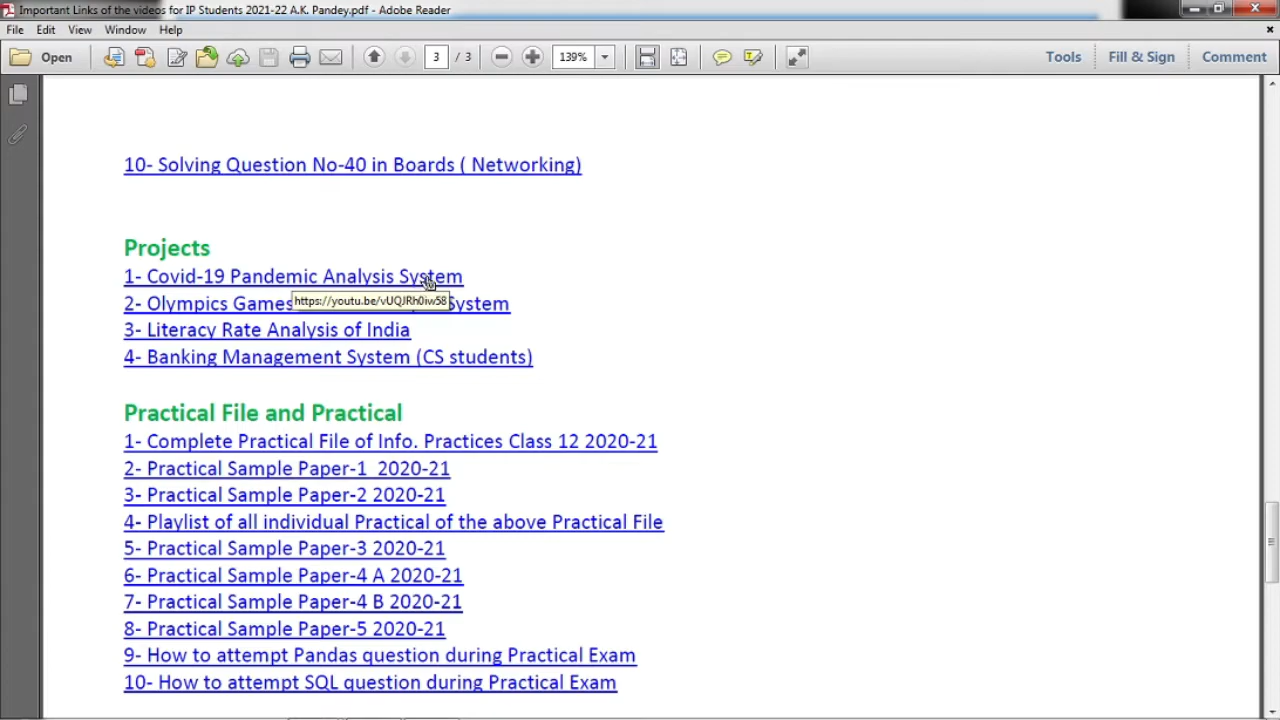 Important Links of the videos for IP Students 2021-22 A.K. Pandey.pdf - Adobe Reader
File Edit View Window Help
Open 3 / 3 139% Tools Fill & Sign Comment
10- Solving Question No-40 in Boards ( Networking)
Projects
1- Covid-19 Pandemic Analysis System
https://youtu.be/vUQJRh0iw58
2- Olympics Games System
3- Literacy Rate Analysis of India
4- Banking Management System (CS students)
Practical File and Practical
1- Complete Practical File of Info. Practices Class 12 2020-21
2- Practical Sample Paper-1 2020-21
3- Practical Sample Paper-2 2020-21
4- Playlist of all individual Practical of the above Practical File
5- Practical Sample Paper-3 2020-21
6- Practical Sample Paper-4 A 2020-21
7- Practical Sample Paper-4 B 2020-21
8- Practical Sample Paper-5 2020-21
9- How to attempt Pandas question during Practical Exam
10- How to attempt SQL question during Practical Exam